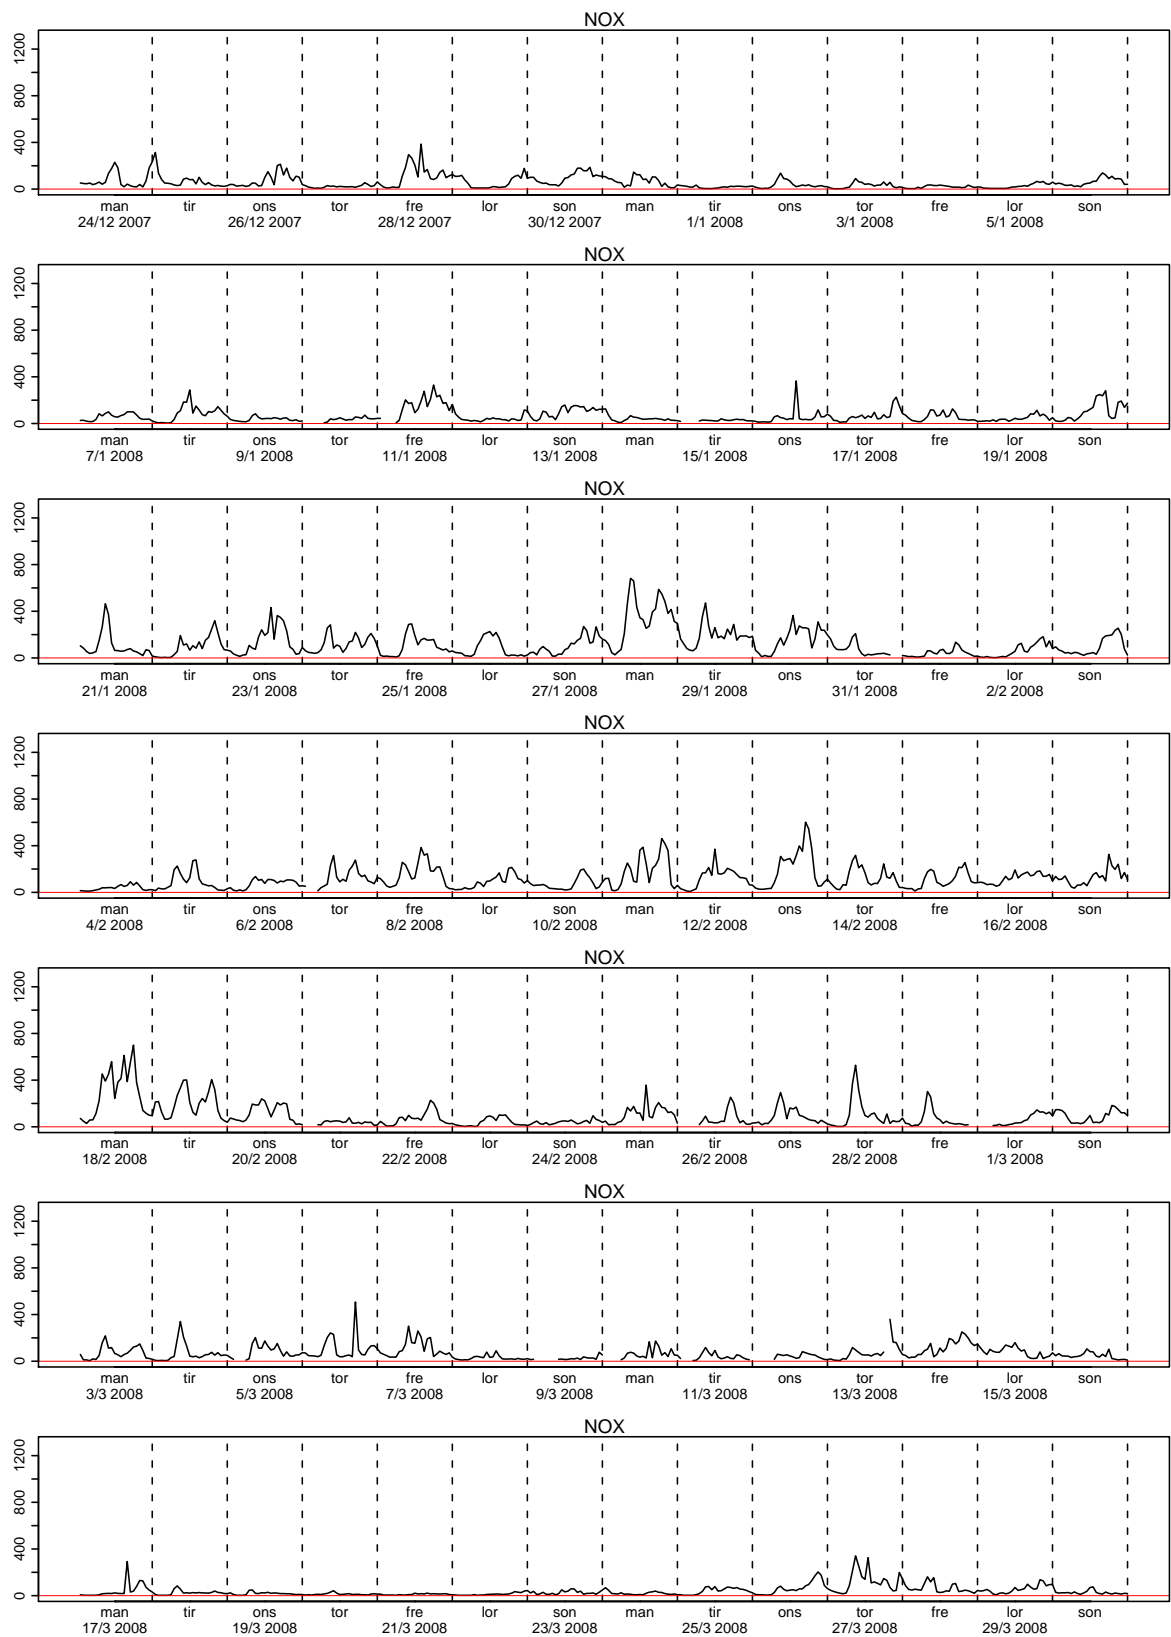 NOX
1200
800
400
0
man tir ons tor fre lor son man tir ons tor fre lor son
24/12 2007 26/12 2007 28/12 2007 30/12 2007 1/1 2008 3/1 2008 5/1 2008
NOX
1200
800
400
0
man tir ons tor fre lor son man tir ons tor fre lor son
7/1 2008 9/1 2008 11/1 2008 13/1 2008 15/1 2008 17/1 2008 19/1 2008
NOX
1200
800
400
0
man tir ons tor fre lor son man tir ons tor fre lor son
21/1 2008 23/1 2008 25/1 2008 27/1 2008 29/1 2008 31/1 2008 2/2 2008
NOX
1200
800
400
0
man tir ons tor fre lor son man tir ons tor fre lor son
4/2 2008 6/2 2008 8/2 2008 10/2 2008 12/2 2008 14/2 2008 16/2 2008
NOX
1200
800
400
0
man tir ons tor fre lor son man tir ons tor fre lor son
18/2 2008 20/2 2008 22/2 2008 24/2 2008 26/2 2008 28/2 2008 1/3 2008
NOX
1200
800
400
0
man tir ons tor fre lor son man tir ons tor fre lor son
3/3 2008 5/3 2008 7/3 2008 9/3 2008 11/3 2008 13/3 2008 15/3 2008
NOX
1200
800
400
0
man tir ons tor fre lor son man tir ons tor fre lor son
17/3 2008 19/3 2008 21/3 2008 23/3 2008 25/3 2008 27/3 2008 29/3 2008